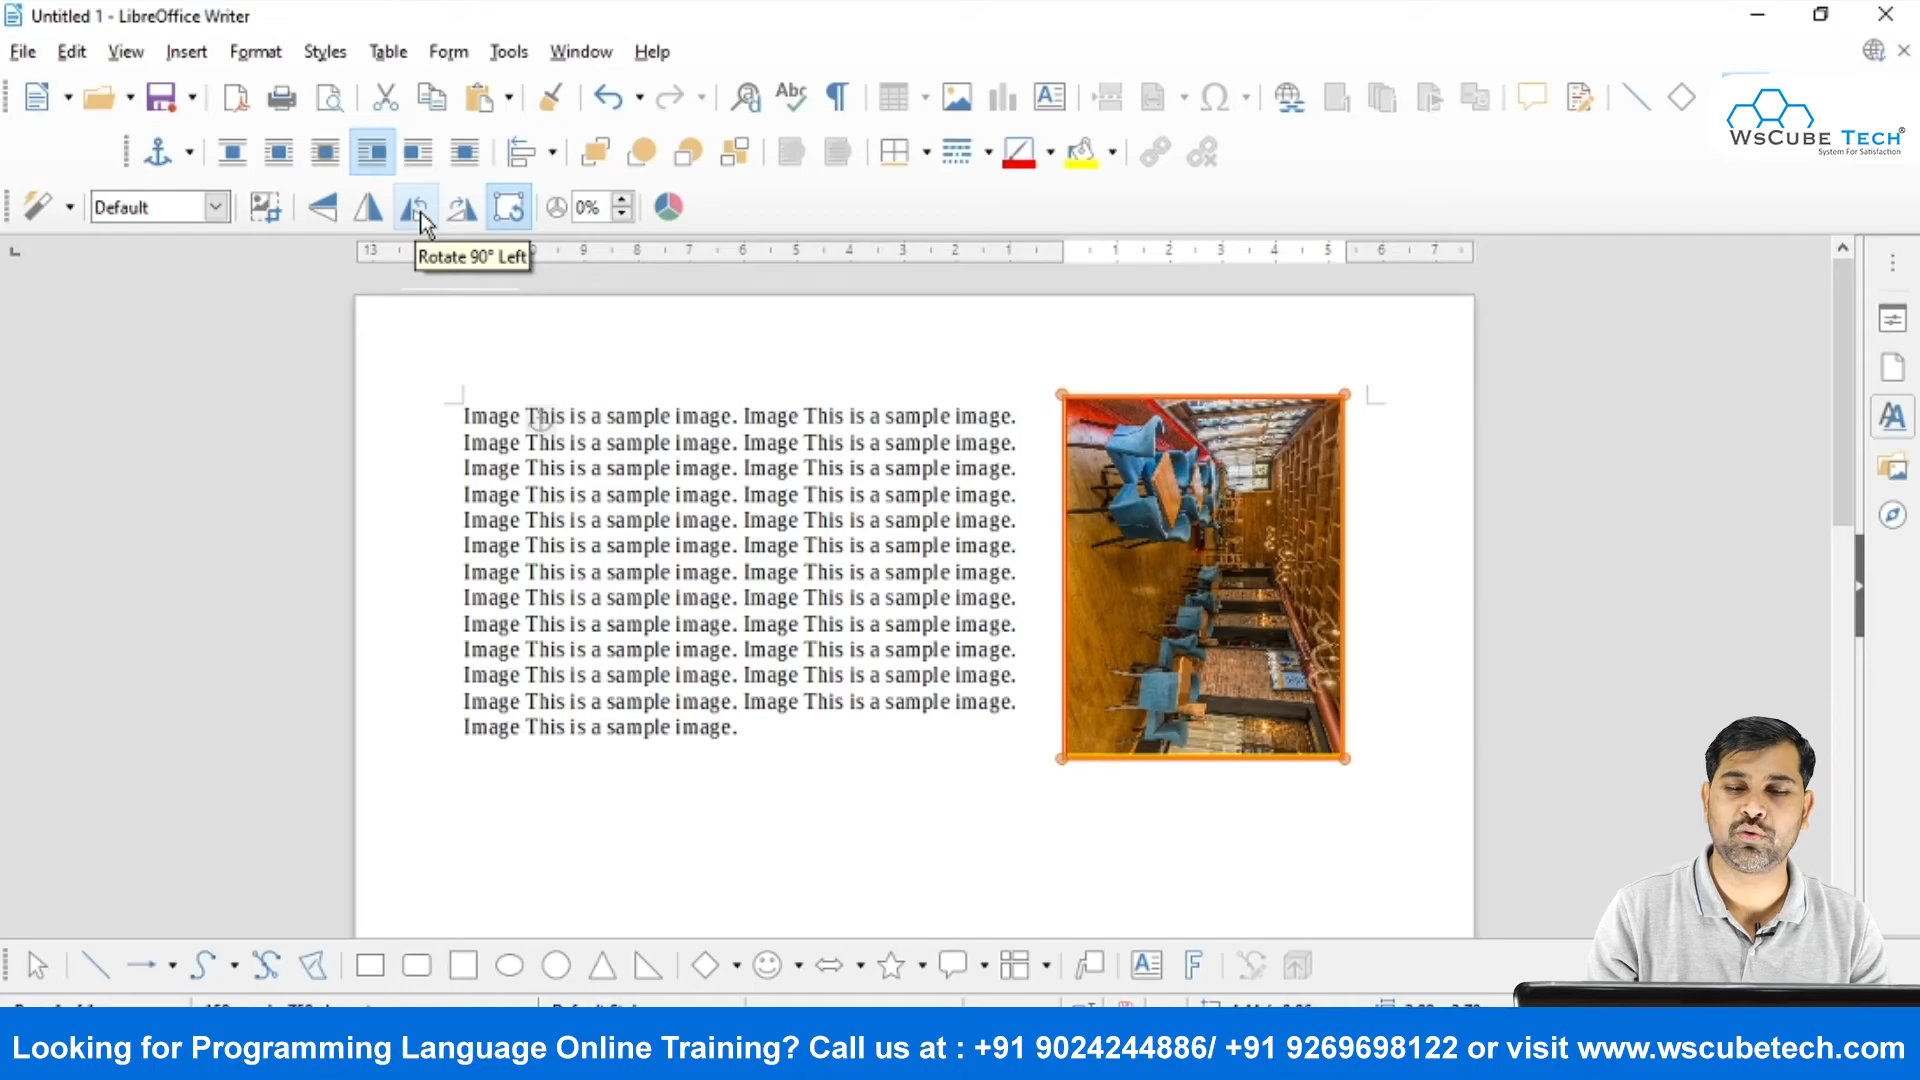 Untitled 1 - LibreOffice Writer
File Edit View Insert Format Styles Table Form Tools Window Help
Abc
WsCube Tech®
System For Satisfaction
Default
0%
Rotate 90° Left
13 9 8 7 6 5 4 3 2 1 1 2 3 4 5 6 7
Image This is a sample image. Image This is a sample image.
Image This is a sample image. Image This is a sample image.
Image This is a sample image. Image This is a sample image.
Image This is a sample image. Image This is a sample image.
Image This is a sample image. Image This is a sample image.
Image This is a sample image. Image This is a sample image.
Image This is a sample image. Image This is a sample image.
Image This is a sample image. Image This is a sample image.
Image This is a sample image. Image This is a sample image.
Image This is a sample image. Image This is a sample image.
Image This is a sample image. Image This is a sample image.
Image This is a sample image. Image This is a sample image.
Image This is a sample image.
Looking for Programming Language Online Training? Call us at : +91 9024244886/ +91 9269698122 or visit www.wscubetech.com